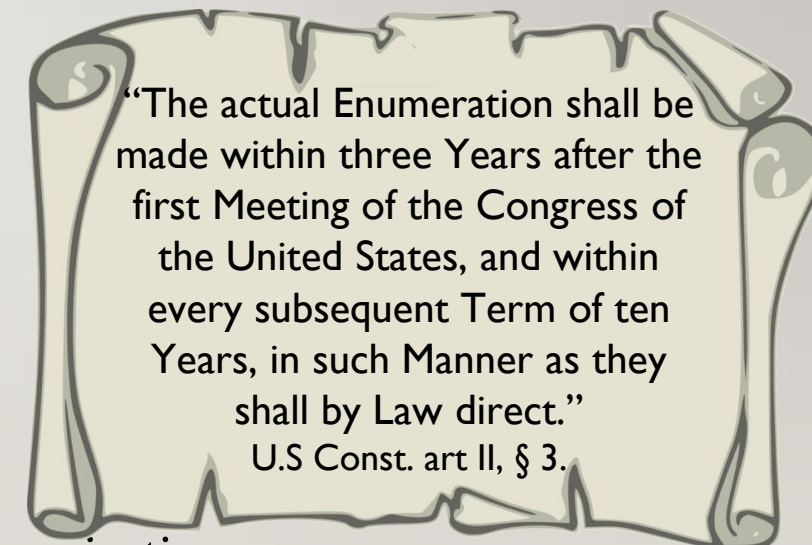 “The actual Enumeration shall be
made within three Years after the
first Meeting of the Congress of
the United States, and within
every subsequent Term of ten
Years, in such Manner as they
shall by Law direct.”
U.S Const. art II, § 3.